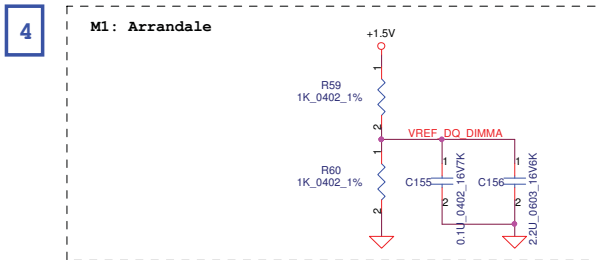 4
M1: Arrandale
+1.5V
1
R59
1K_0402_1%
2
VREF_DQ_DIMMA
1
R60
1K_0402_1%
2
1
C155
2
0.1U_0402_16V7K
1
C156
2
2.2U_0603_16V6K